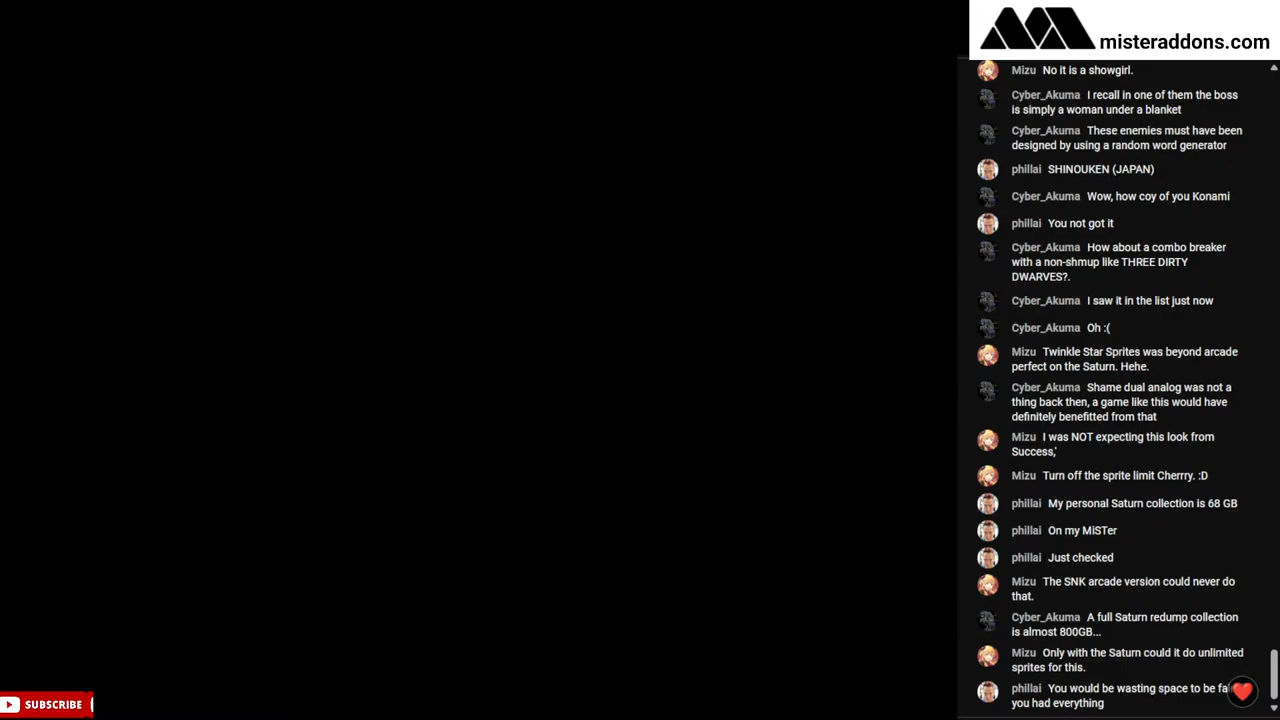 misteraddons.com
Mizu No it is a showgirl.
Cyber_Akuma I recall in one of them the boss
is simply a woman under a blanket
Cyber_Akuma These enemies must have been
designed by using a random word generator
phillai SHINOUKEN (JAPAN)
Cyber_Akuma Wow, how coy of you Konami
phillai You not got it
Cyber_Akuma How about a combo breaker
with a non-shmup like THREE DIRTY
DWARVES?.
Cyber_Akuma I saw it in the list just now
Cyber_Akuma Oh :(
Mizu Twinkle Star Sprites was beyond arcade
perfect on the Saturn. Hehe.
Cyber_Akuma Shame dual analog was not a
thing back then, a game like this would have
definitely benefitted from that
Mizu I was NOT expecting this look from
Success,'
Mizu Turn off the sprite limit Cherrry. :D
phillai My personal Saturn collection is 68 GB
phillai On my MiSTer
phillai Just checked
Mizu The SNK arcade version could never do
that.
Cyber_Akuma A full Saturn redump collection
is almost 800GB...
Mizu Only with the Saturn could it do unlimited
sprites for this.
phillai You would be wasting space to be
you had everything
SUBSCRIBE